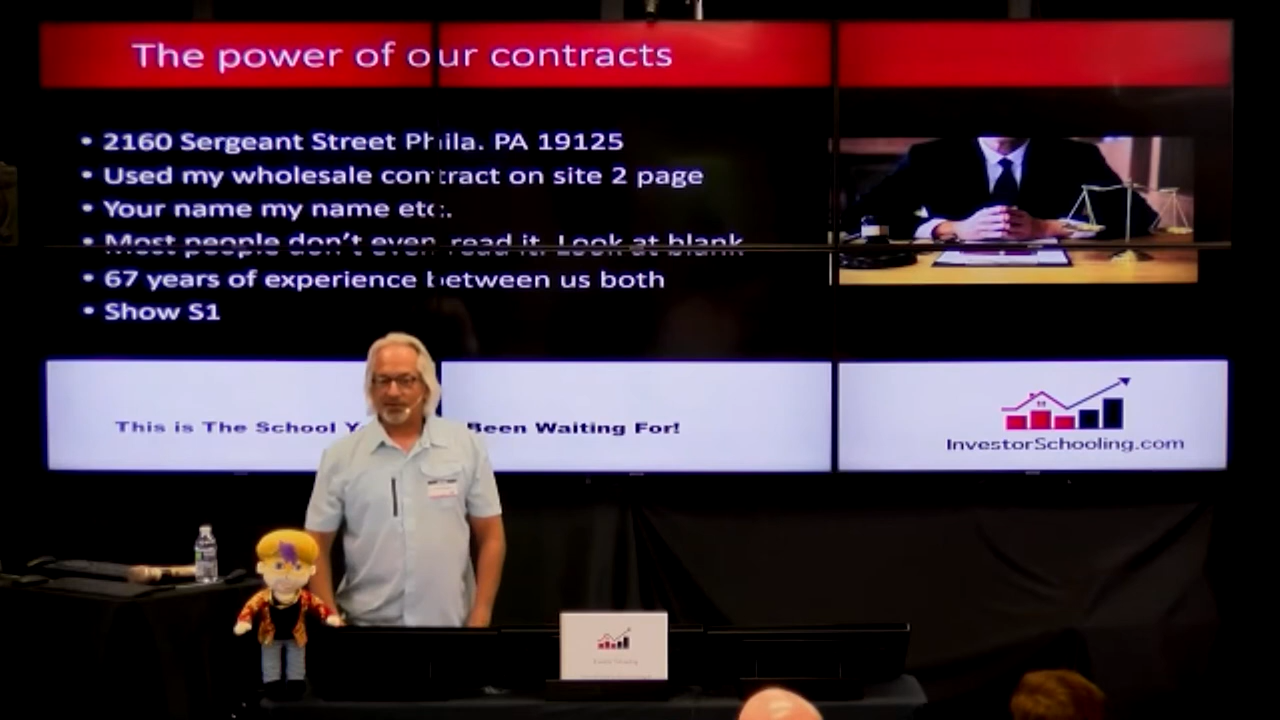 The power of our contracts
• 2160 Sergeant Street Phila. PA 19125
• Used my wholesale contract on site 2 page
• Your name my name etc.
• Most people don't even read it. Look at blank
• 67 years of experience between us both
• Show S1
This is The School Been Waiting For!
InvestorSchooling.com